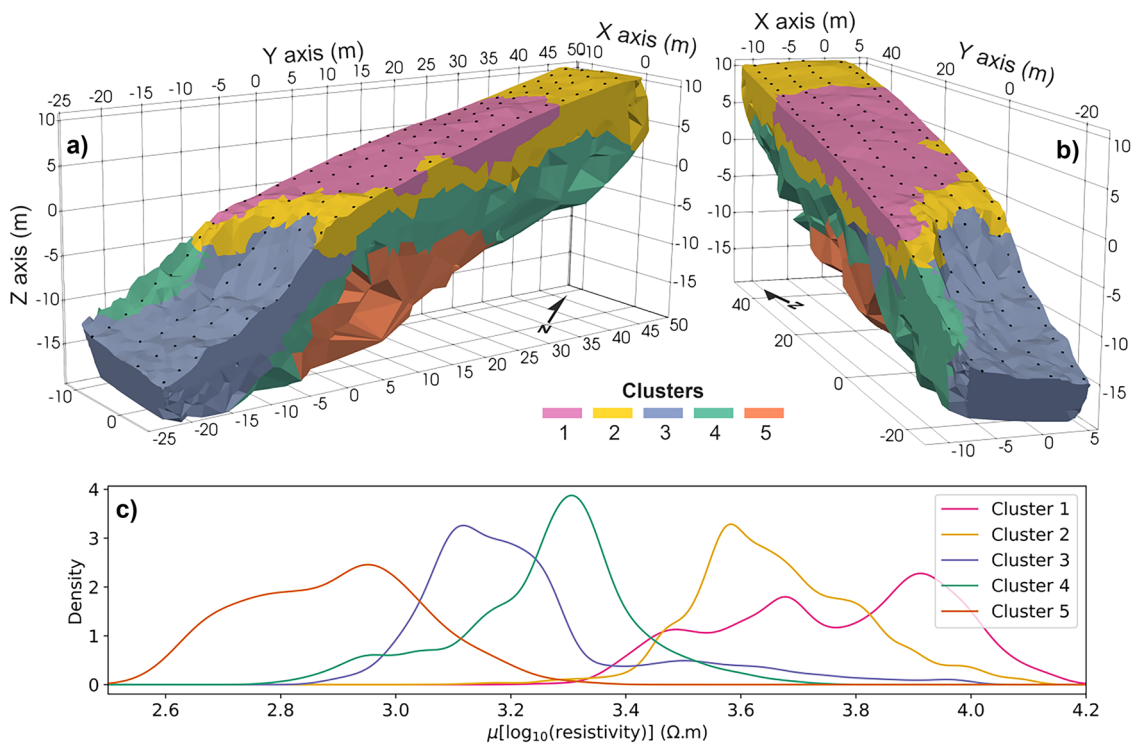 a)
Y axis (m)
X axis (m)
-25 -20 -15 -10 -5 0 5 10 15 20 25 30 35 40 45 50 -10 0
10
5
0
-5
-10
-15
Z axis (m)
10
5
0
-5
-10
-15
-10 0
-25 -20 -15 -10 -5 0 5 10 15 20 25 30 35 40 45 50
N
b)
X axis (m)
Y axis (m)
-10 -5 0 5 40 20 0 -20
10
5
0
-5
-10
-15
10
5
0
-5
-10
-15
40 20 0 -20
-10 -5 0 5
N
Clusters
1 2 3 4 5
c)
Density
4
3
2
1
0
2.6 2.8 3.0 3.2 3.4 3.6 3.8 4.0 4.2
μ[log₁₀(resistivity)] (Ω.m)
Cluster 1
Cluster 2
Cluster 3
Cluster 4
Cluster 5